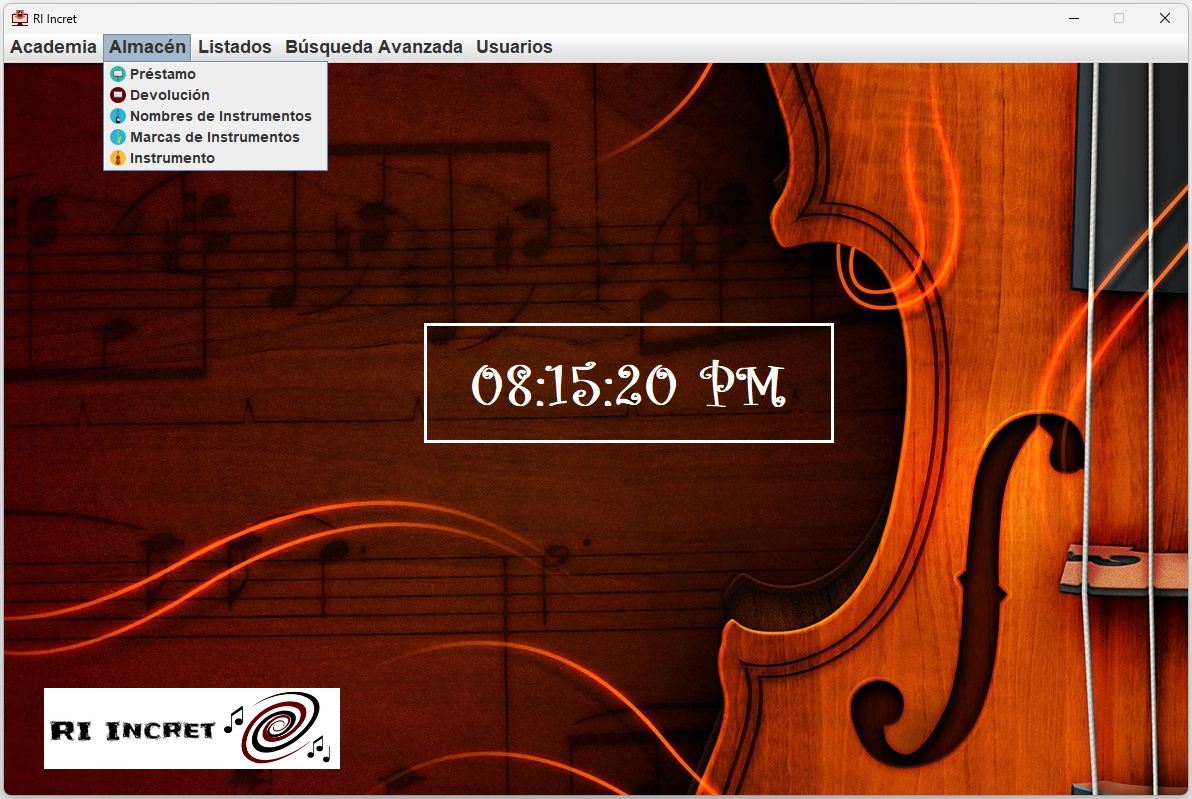 RI Incret
Academia Almacén Listados Búsqueda Avanzada Usuarios
Préstamo
Devolución
Nombres de Instrumentos
Marcas de Instrumentos
Instrumento
08:15:20 PM
RI Incret